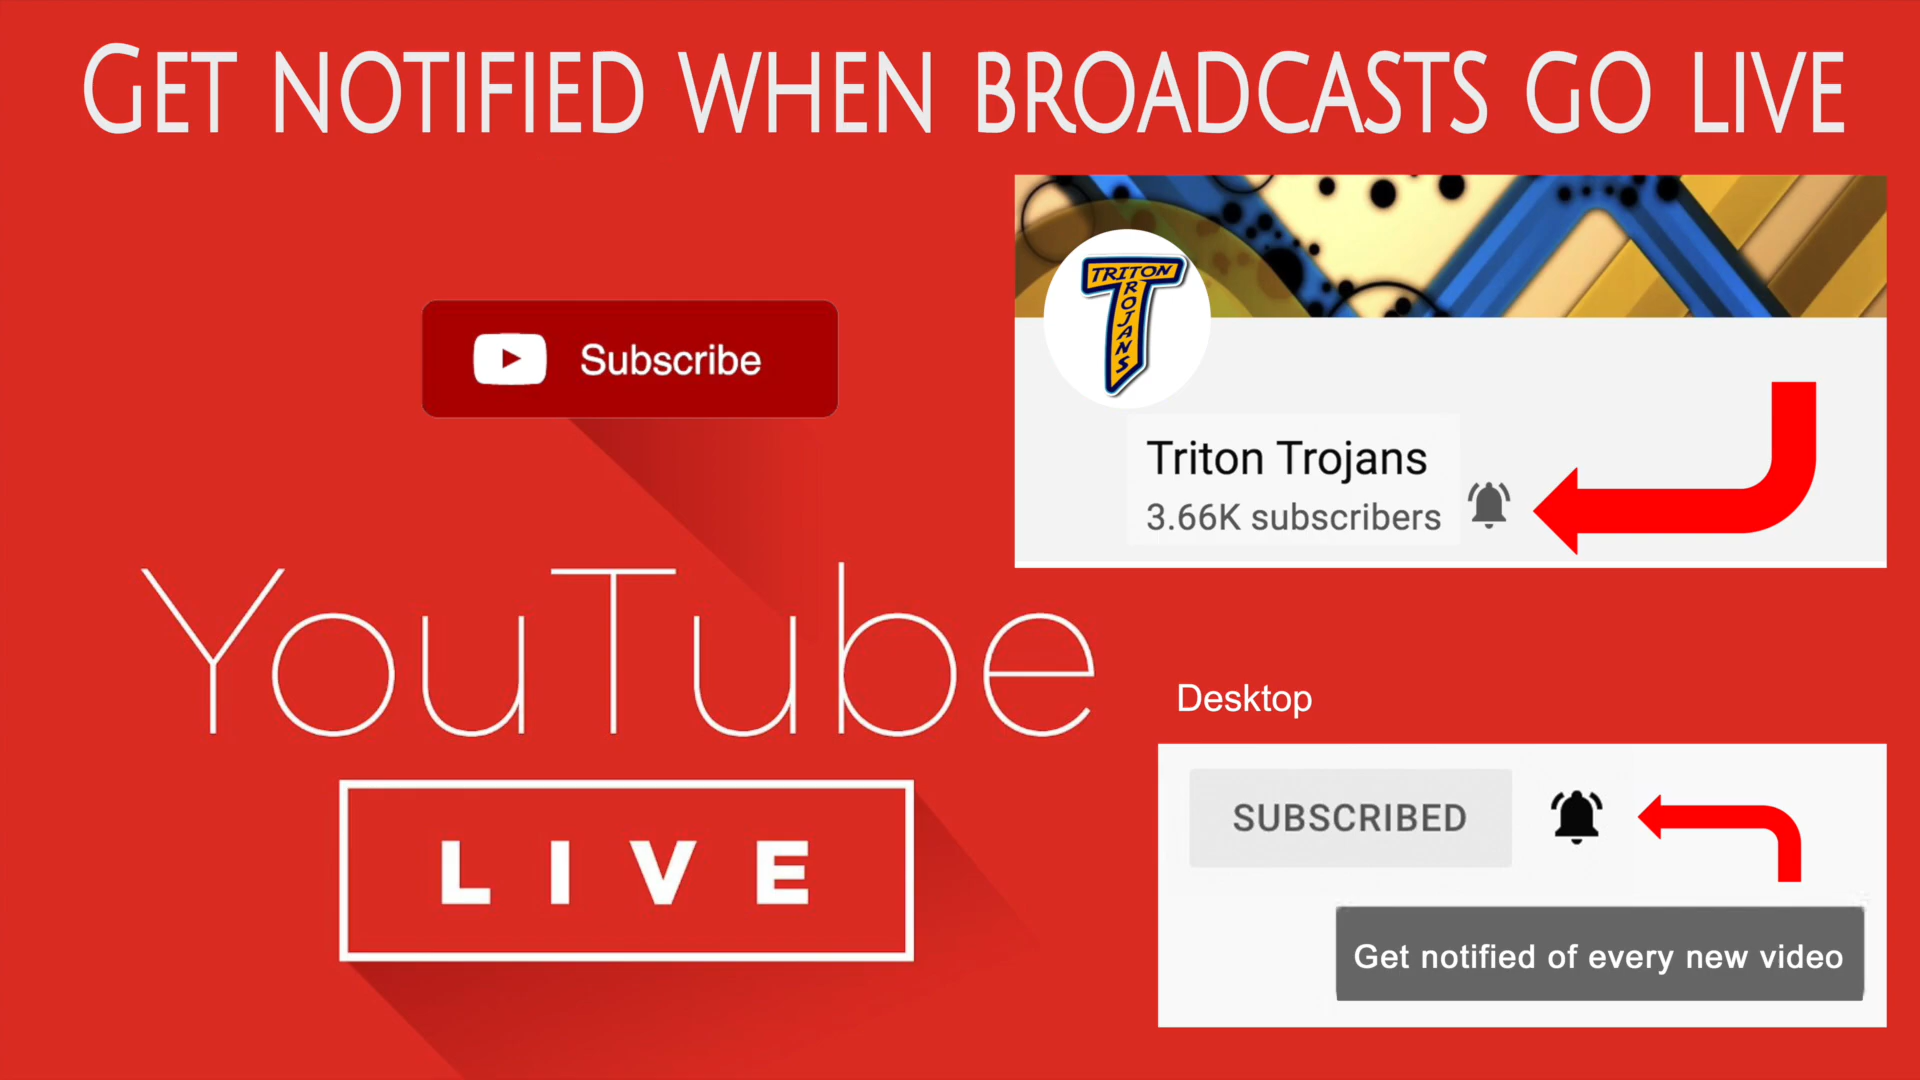 GET NOTIFIED WHEN BROADCASTS GO LIVE
Subscribe
YouTube
LIVE
TRITON
TROJANS
Triton Trojans
3.66K subscribers
Desktop
SUBSCRIBED
Get notified of every new video